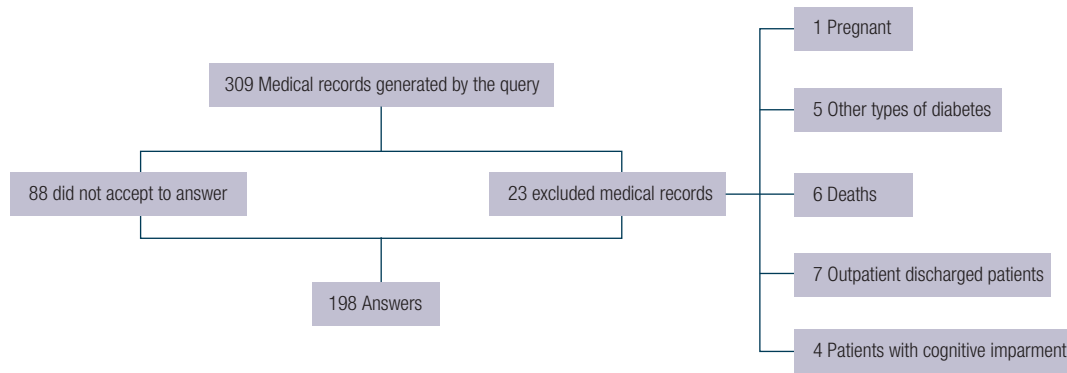 309 Medical records generated by the query
88 did not accept to answer
23 excluded medical records
198 Answers
1 Pregnant
5 Other types of diabetes
6 Deaths
7 Outpatient discharged patients
4 Patients with cognitive imparment